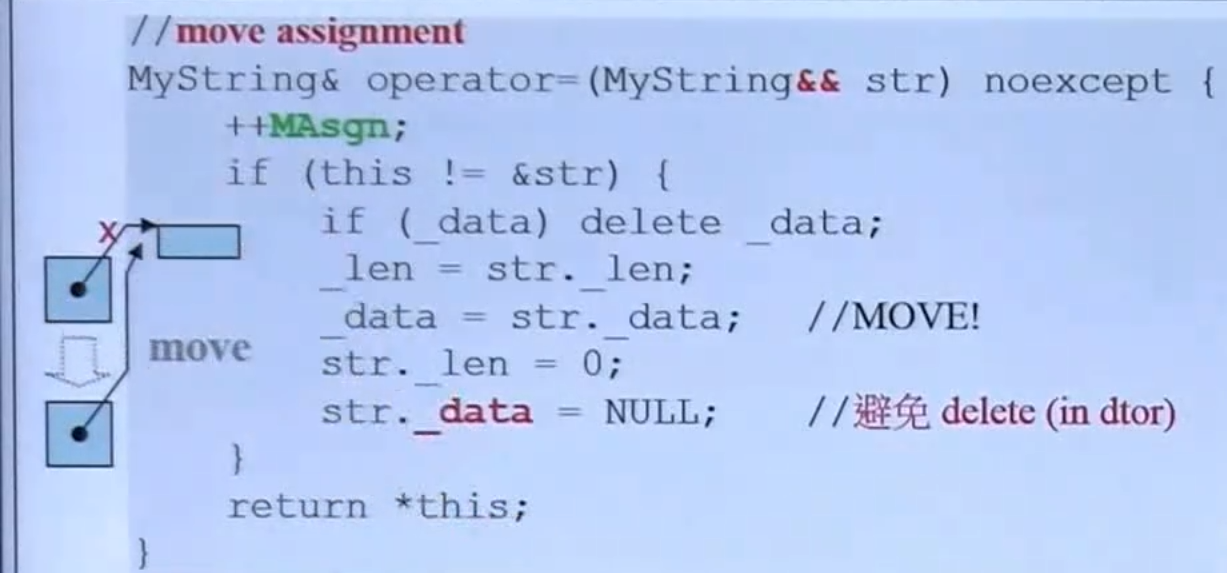 //move assignment
MyString& operator=(MyString&& str) noexcept {
++MAsgn;
if (this != &str) {
if (_data) delete _data;
_len = str._len;
_data = str._data; //MOVE!
str._len = 0;
str._data = NULL; //避免 delete (in dtor)
}
return *this;
}
X
move